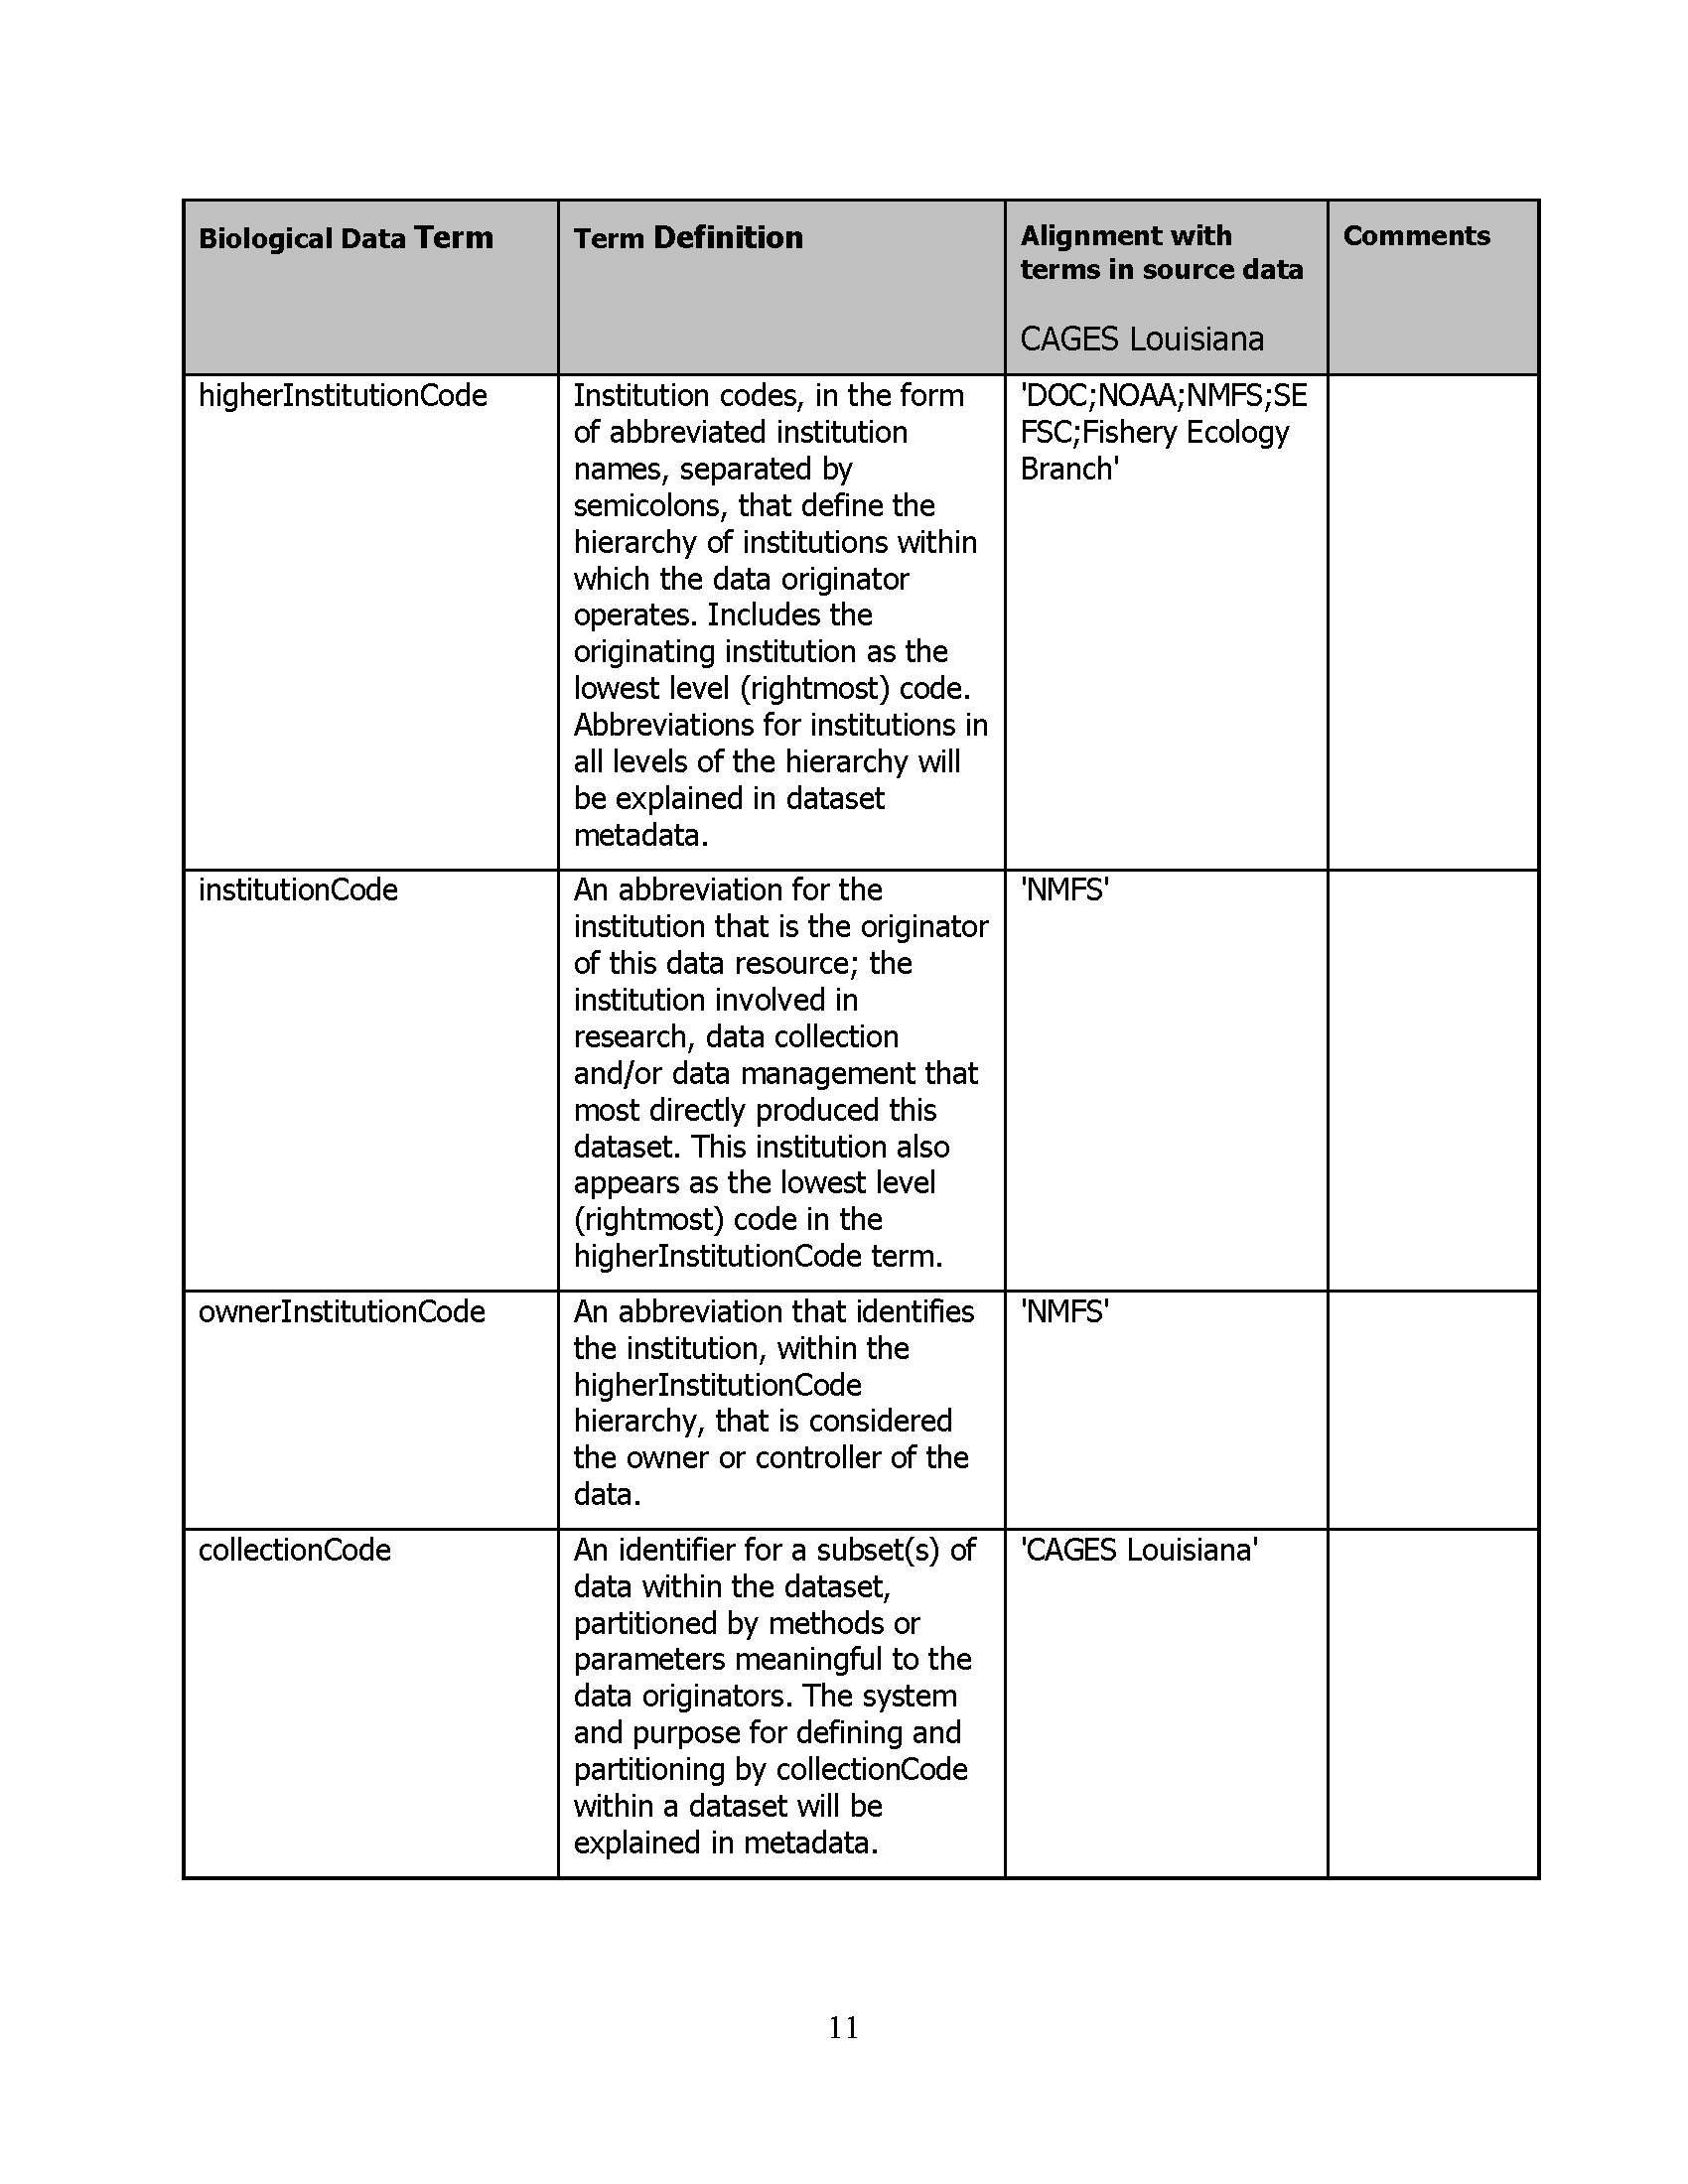 Biological Data Term
Term Definition
Alignment with
terms in source data
CAGES Louisiana
Comments
higherInstitutionCode
Institution codes, in the form
of abbreviated institution
names, separated by
semicolons, that define the
hierarchy of institutions within
which the data originator
operates. Includes the
originating institution as the
lowest level (rightmost) code.
Abbreviations for institutions in
all levels of the hierarchy will
be explained in dataset
metadata.
'DOC;NOAA;NMFS;SE
FSC;Fishery Ecology
Branch'
institutionCode
An abbreviation for the
institution that is the originator
of this data resource; the
institution involved in
research, data collection
and/or data management that
most directly produced this
dataset. This institution also
appears as the lowest level
(rightmost) code in the
higherInstitutionCode term.
'NMFS'
ownerInstitutionCode
An abbreviation that identifies
the institution, within the
higherInstitutionCode
hierarchy, that is considered
the owner or controller of the
data.
'NMFS'
collectionCode
An identifier for a subset(s) of
data within the dataset,
partitioned by methods or
parameters meaningful to the
data originators. The system
and purpose for defining and
partitioning by collectionCode
within a dataset will be
explained in metadata.
'CAGES Louisiana'
11